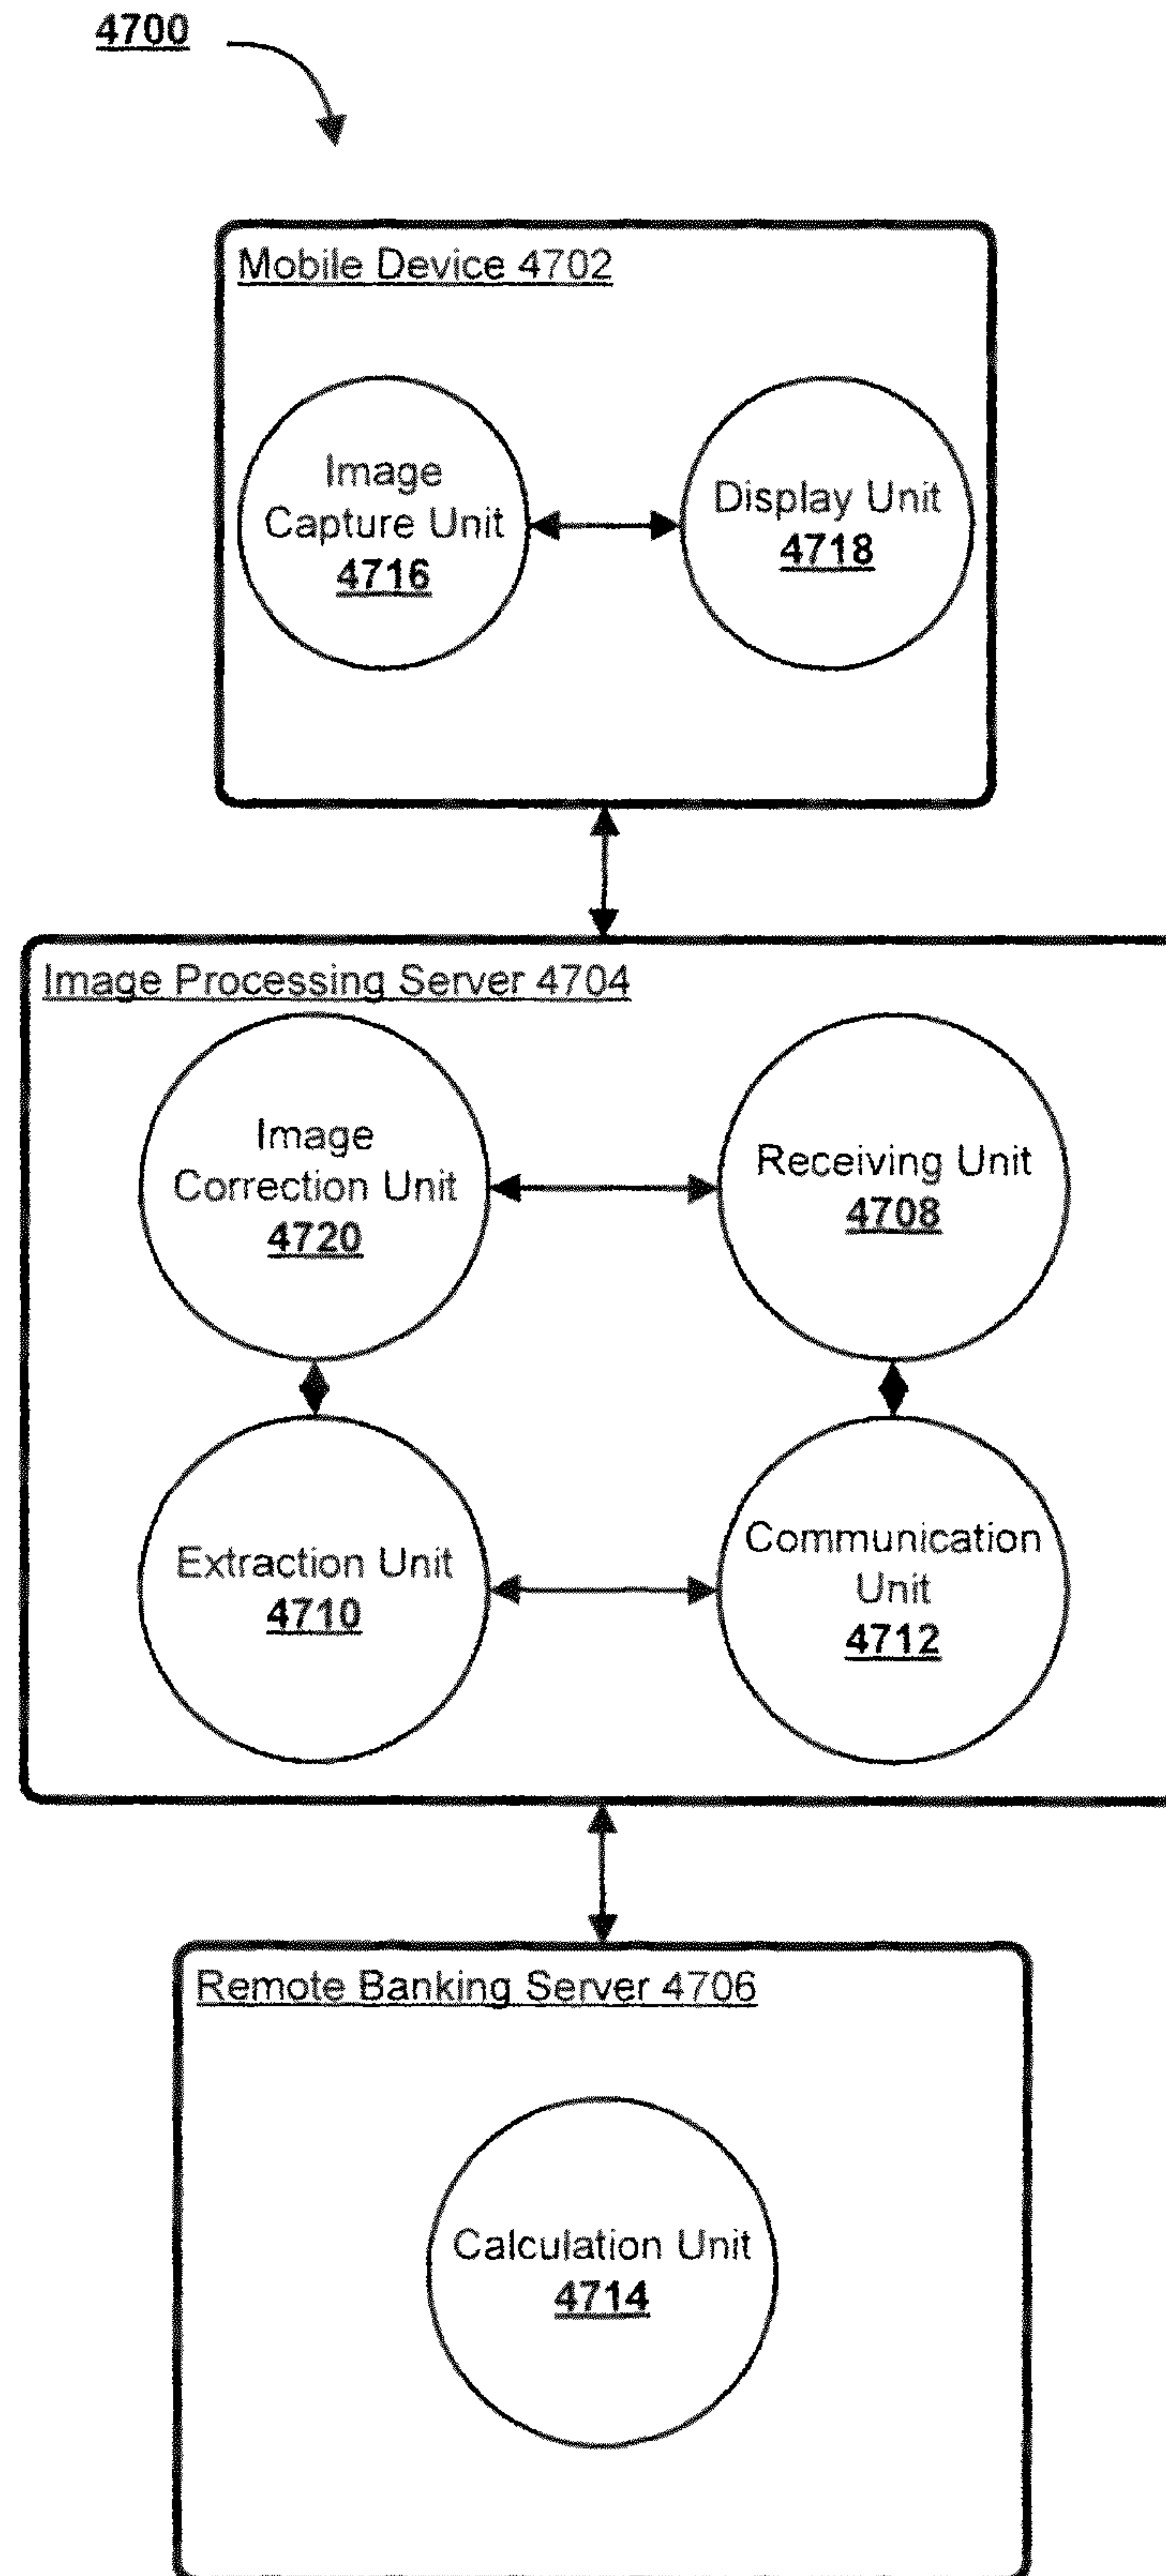 4700
Mobile Device 4702
Image
Capture Unit
4716
Display Unit
4718
Image Processing Server 4704
Image
Correction Unit
4720
Receiving Unit
4708
Extraction Unit
4710
Communication
Unit
4712
Remote Banking Server 4706
Calculation Unit
4714